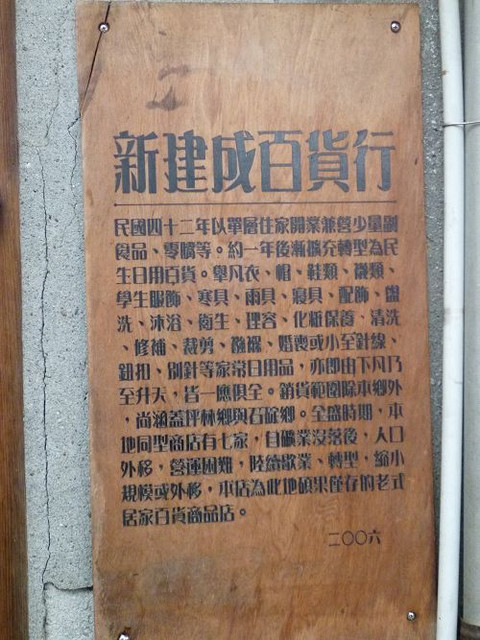 新建成百貨行
民國四十二年以單層住家開業兼營少量副
食品、零購等。約一年後漸擴充轉型為民
生日用百貨。舉凡衣、帽、鞋類、襪類、
學生服飾、寒具、雨具、寢具、配飾、盥
洗、沐浴、衛生、理容、化粧保養、清洗
、修補、裁剪、襁褓、婚喪或小至針線、
鈕扣、別針等家常日用品，亦即由下凡乃
至升天，皆一應俱全。銷貨範圍除本鄉外
，尚涵蓋坪林鄉與石碇鄉。全盛時期，本
地同型商店有七家，自礦業沒落後，人口
外移，營運困難，陸續歇業、轉型，縮小
規模或外移，本店為此地碩果僅存的老式
居家百貨商品店。
二〇〇六